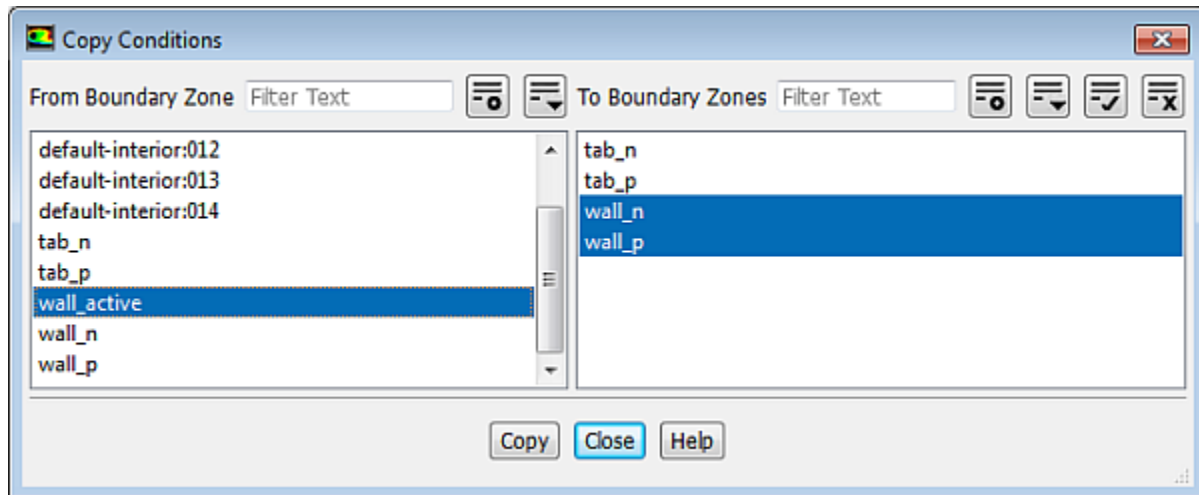 Copy Conditions
From Boundary Zone Filter Text To Boundary Zones Filter Text
default-interior:012
default-interior:013
default-interior:014
tab_n
tab_p
wall_active
wall_n
wall_p
tab_n
tab_p
wall_n
wall_p
Copy Close Help